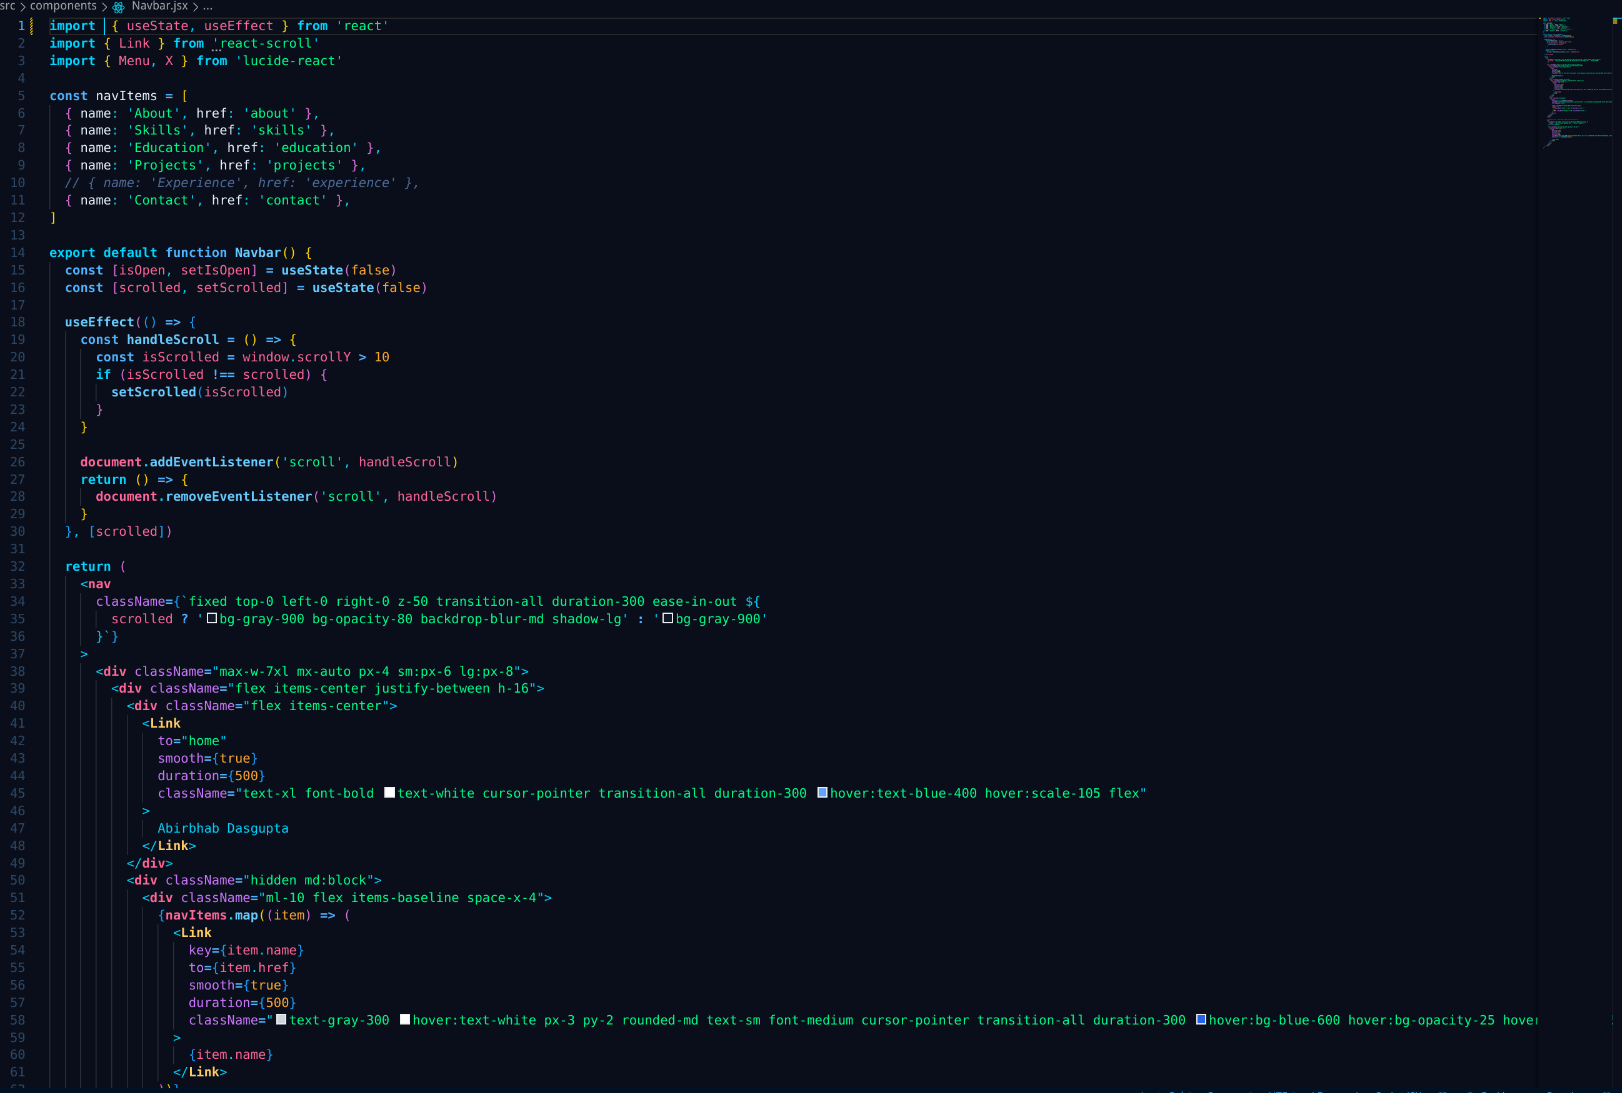 src > components > Navbar.jsx > ...
1 import { useState, useEffect } from 'react'
2 import { Link } from 'react-scroll'
3 import { Menu, X } from 'lucide-react'
4
5 const navItems = [
6 { name: 'About', href: 'about' },
7 { name: 'Skills', href: 'skills' },
8 { name: 'Education', href: 'education' },
9 { name: 'Projects', href: 'projects' },
10 // { name: 'Experience', href: 'experience' },
11 { name: 'Contact', href: 'contact' },
12 ]
13
14 export default function Navbar() {
15 const [isOpen, setIsOpen] = useState(false)
16 const [scrolled, setScrolled] = useState(false)
17
18 useEffect(() => {
19 const handleScroll = () => {
20 const isScrolled = window.scrollY > 10
21 if (isScrolled !== scrolled) {
22 setScrolled(isScrolled)
23 }
24 }
25
26 document.addEventListener('scroll', handleScroll)
27 return () => {
28 document.removeEventListener('scroll', handleScroll)
29 }
30 }, [scrolled])
31
32 return (
33 <nav
34 className={`fixed top-0 left-0 right-0 z-50 transition-all duration-300 ease-in-out ${
35 scrolled ? 'bg-gray-900 bg-opacity-80 backdrop-blur-md shadow-lg' : 'bg-gray-900'
36 }`}
37 >
38 <div className="max-w-7xl mx-auto px-4 sm:px-6 lg:px-8">
39 <div className="flex items-center justify-between h-16">
40 <div className="flex items-center">
41 <Link
42 to="home"
43 smooth={true}
44 duration={500}
45 className="text-xl font-bold text-white cursor-pointer transition-all duration-300 hover:text-blue-400 hover:scale-105 flex"
46 >
47 Abirbhab Dasgupta
48 </Link>
49 </div>
50 <div className="hidden md:block">
51 <div className="ml-10 flex items-baseline space-x-4">
52 {navItems.map((item) => (
53 <Link
54 key={item.name}
55 to={item.href}
56 smooth={true}
57 duration={500}
58 className="text-gray-300 hover:text-white px-3 py-2 rounded-md text-sm font-medium cursor-pointer transition-all duration-300 hover:bg-blue-600 hover:bg-opacity-25 hover
59 >
60 {item.name}
61 </Link>